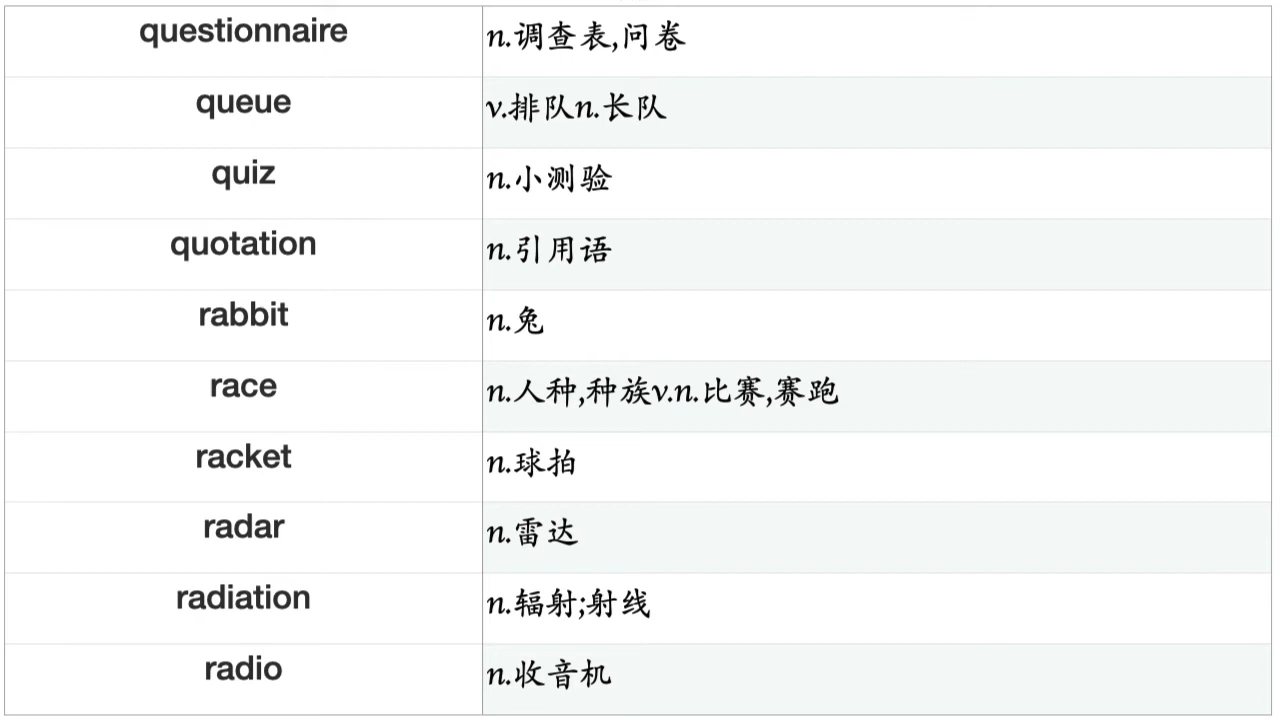 questionnaire n.调查表,问卷
queue v.排队n.长队
quiz n.小测验
quotation n.引用语
rabbit n.兔
race n.人种,种族v.n.比赛,赛跑
racket n.球拍
radar n.雷达
radiation n.辐射;射线
radio n.收音机